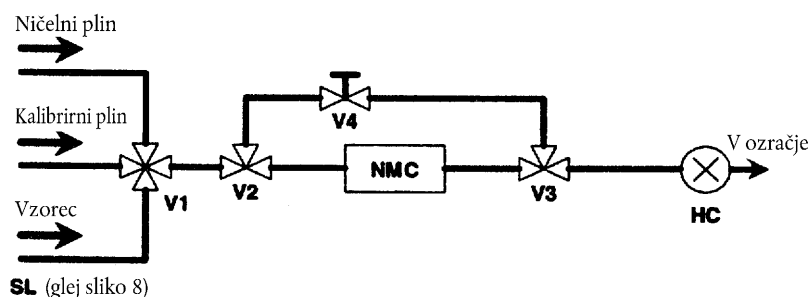 Ničelni plin
Kalibrirni plin
Vzorec
SL (glej sliko 8)
V1
V2
V4
NMC
V3
HC
V ozračje